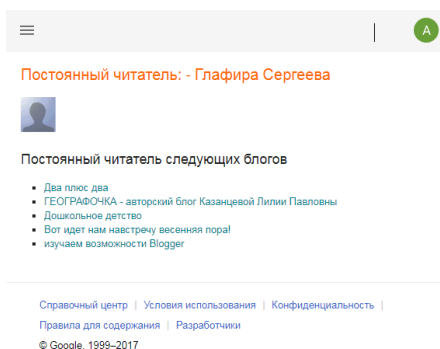 А
Постоянный читатель: - Глафира Сергеева
Постоянный читатель следующих блогов
Два плюс два
ГЕОГРАФОЧКА - авторский блог Казанцевой Лилии Павловны
Дошкольное детство
Вот идет нам навстречу весенняя пора!
изучаем возможности Blogger
Справочный центр | Условия использования | Конфиденциальность |
Правила для содержания | Разработчики
© Google, 1999–2017